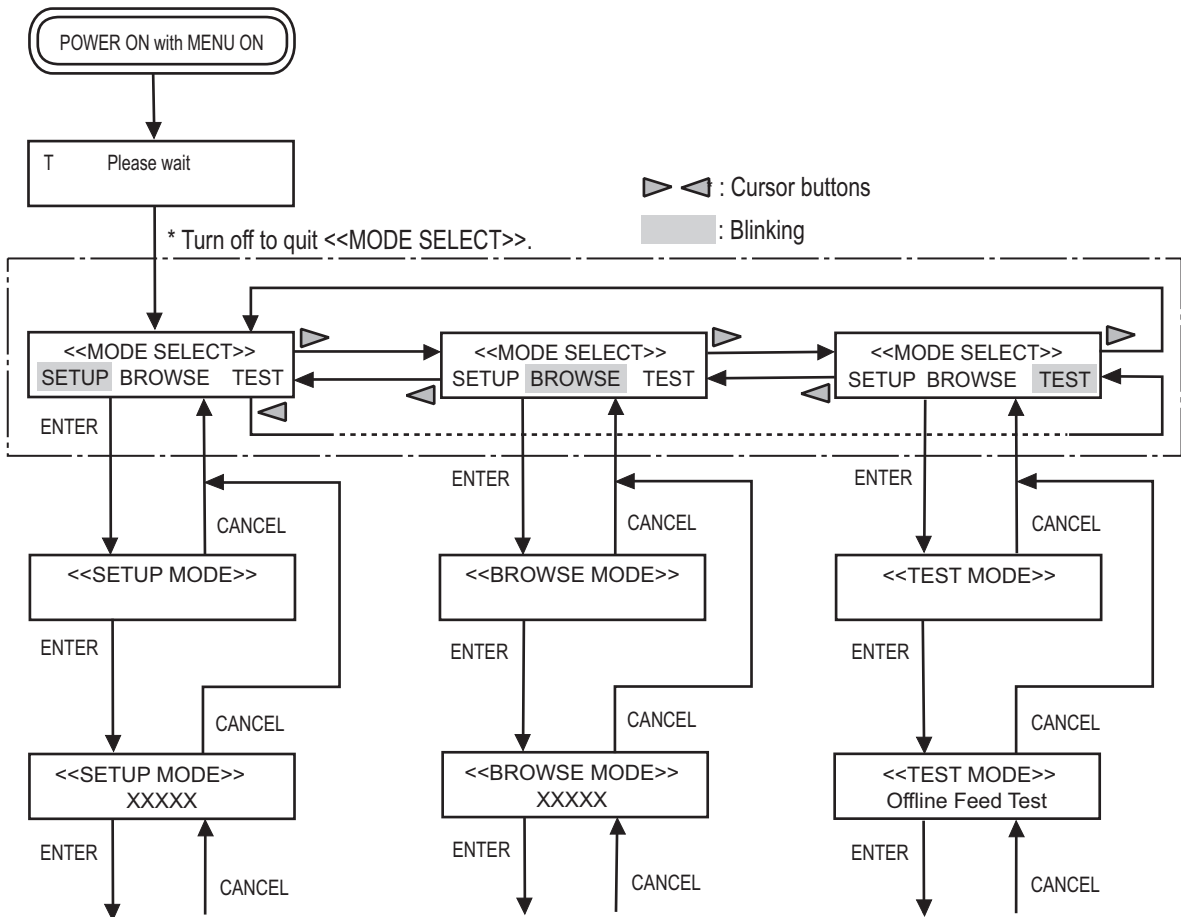 POWER ON with MENU ON
T Please wait
: Cursor buttons
* Turn off to quit <<MODE SELECT>>.
: Blinking
<<MODE SELECT>>
SETUP BROWSE TEST
<<MODE SELECT>>
SETUP BROWSE TEST
<<MODE SELECT>>
SETUP BROWSE TEST
ENTER
ENTER
ENTER
CANCEL
CANCEL
CANCEL
<<SETUP MODE>>
<<BROWSE MODE>>
<<TEST MODE>>
ENTER
ENTER
ENTER
CANCEL
CANCEL
CANCEL
<<SETUP MODE>>
XXXXX
<<BROWSE MODE>>
XXXXX
<<TEST MODE>>
Offline Feed Test
ENTER
ENTER
ENTER
CANCEL
CANCEL
CANCEL